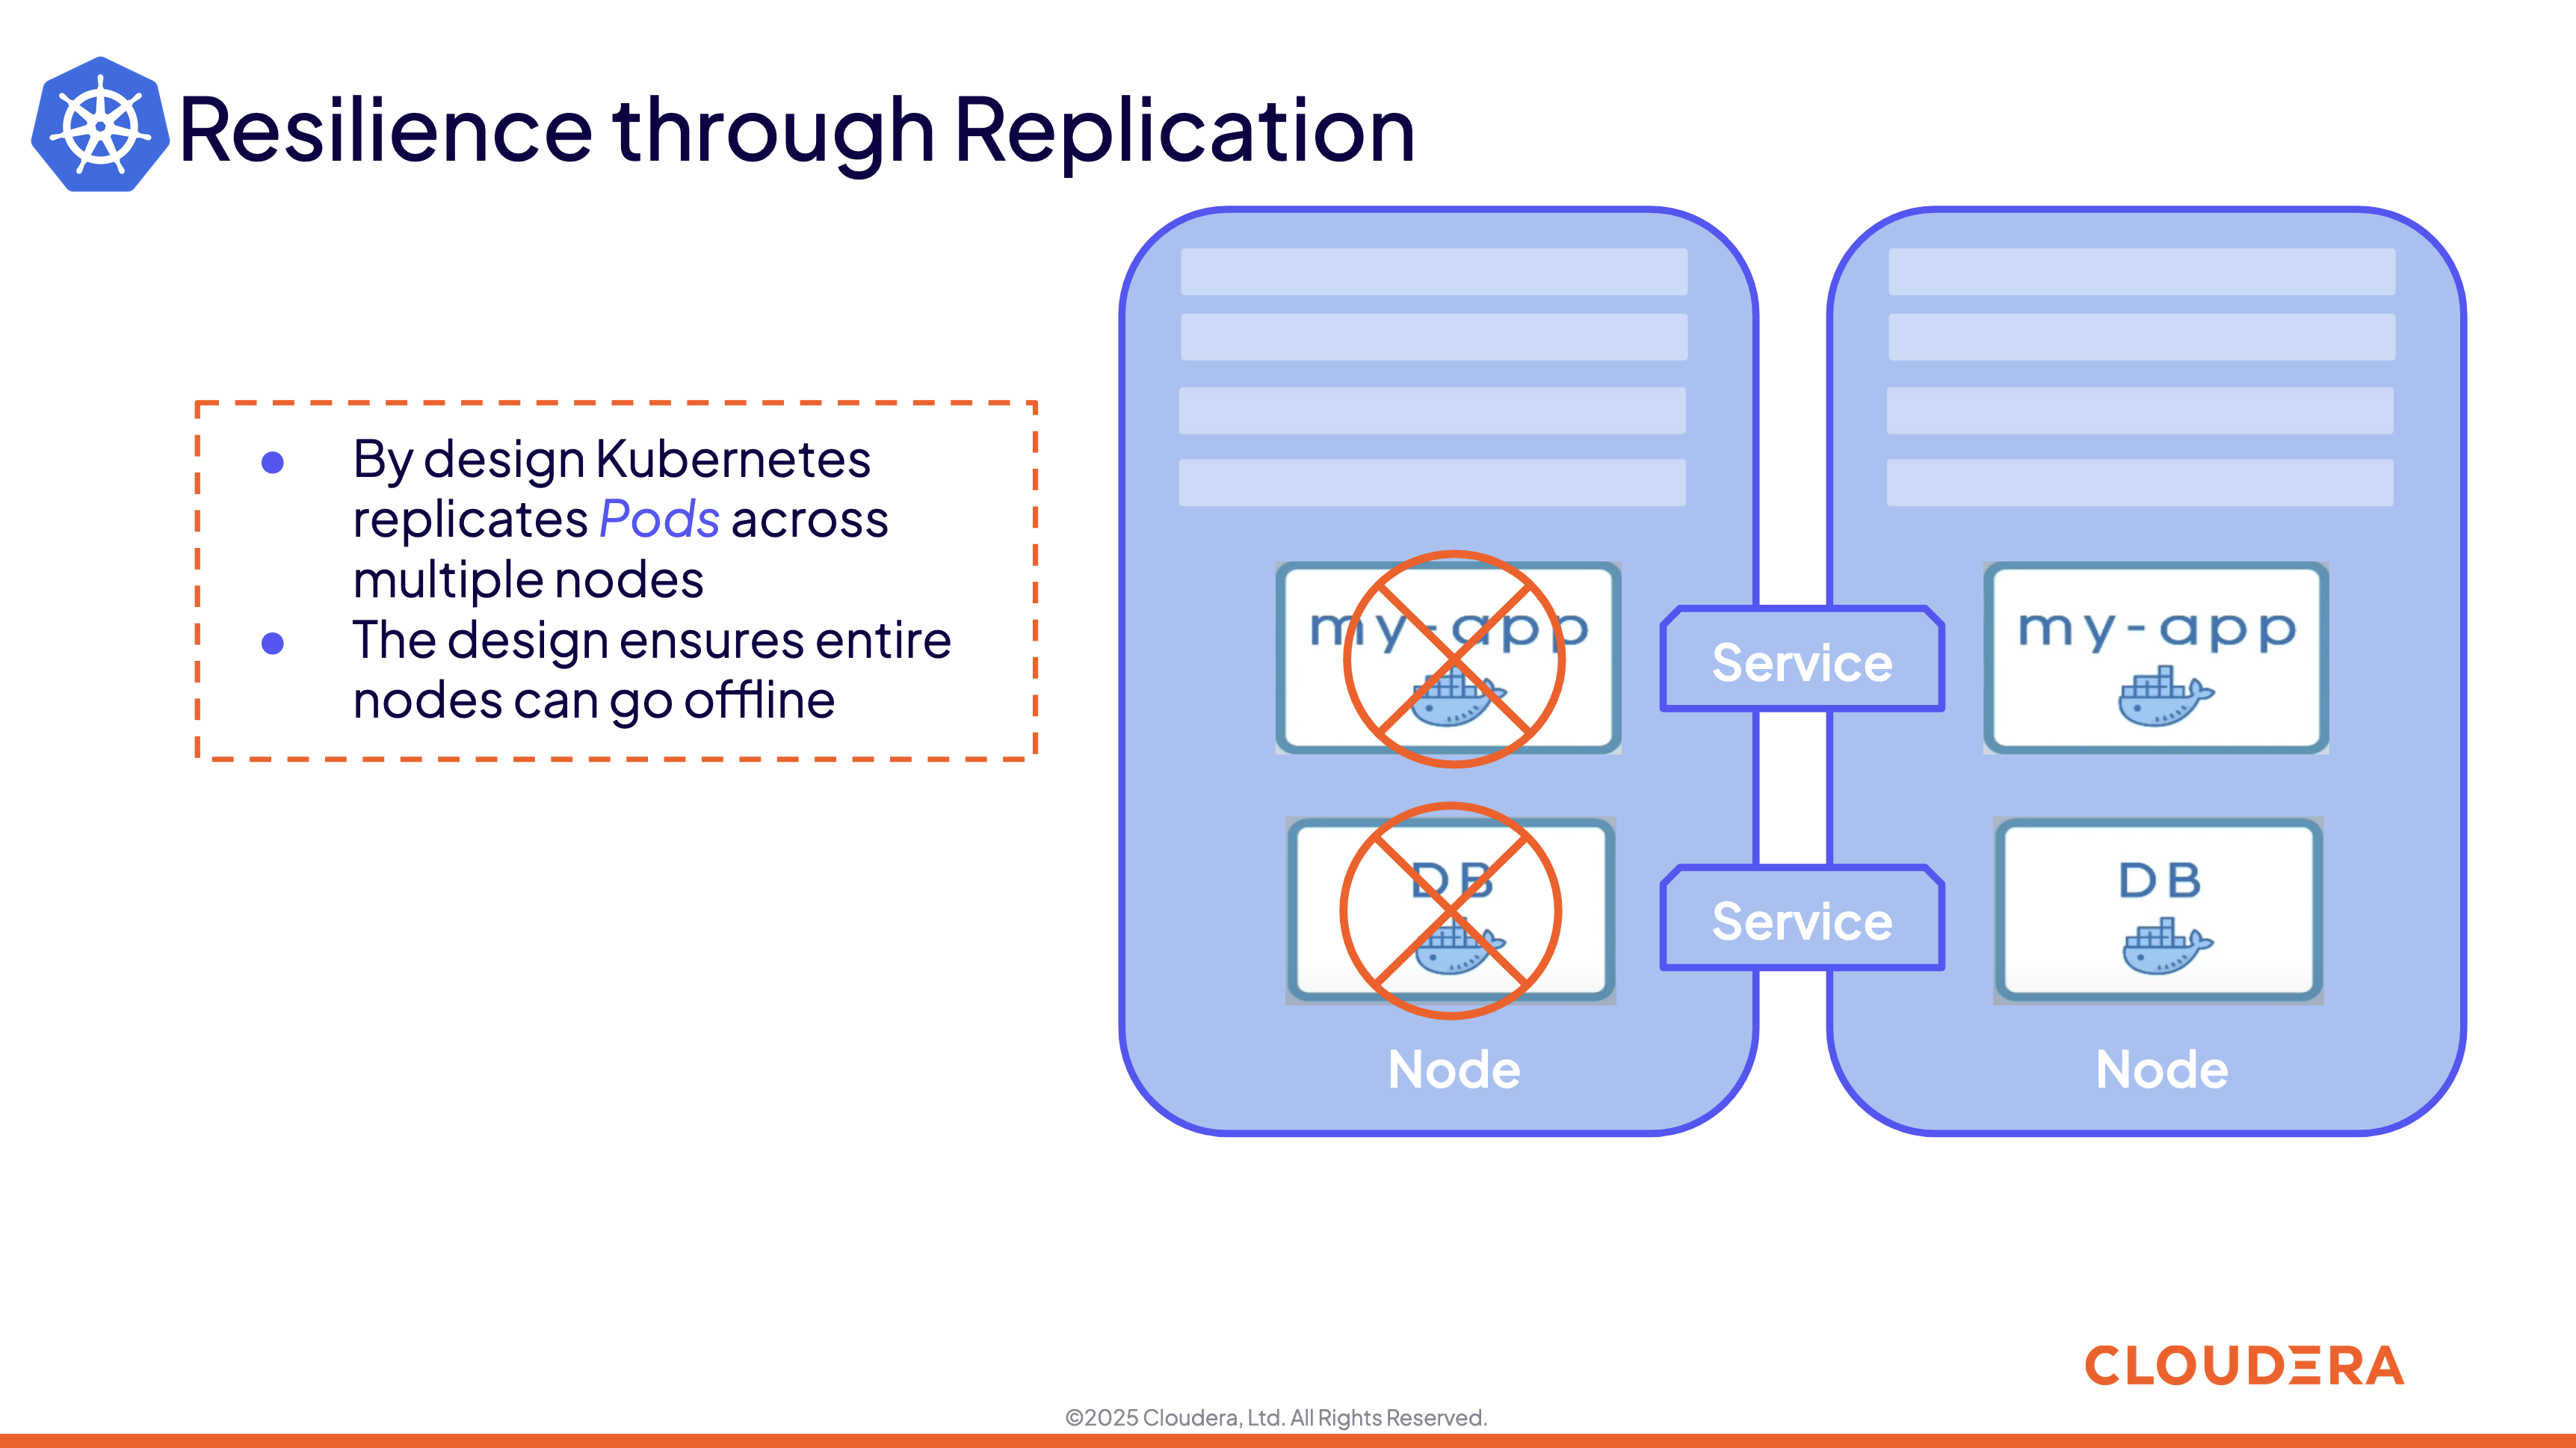 Resilience through Replication
● By design Kubernetes
replicates Pods across
multiple nodes
● The design ensures entire
nodes can go offline
my-app
Service
my-app
DB
Service
DB
Node
Node
CLOUDERA
©2025 Cloudera, Ltd. All Rights Reserved.